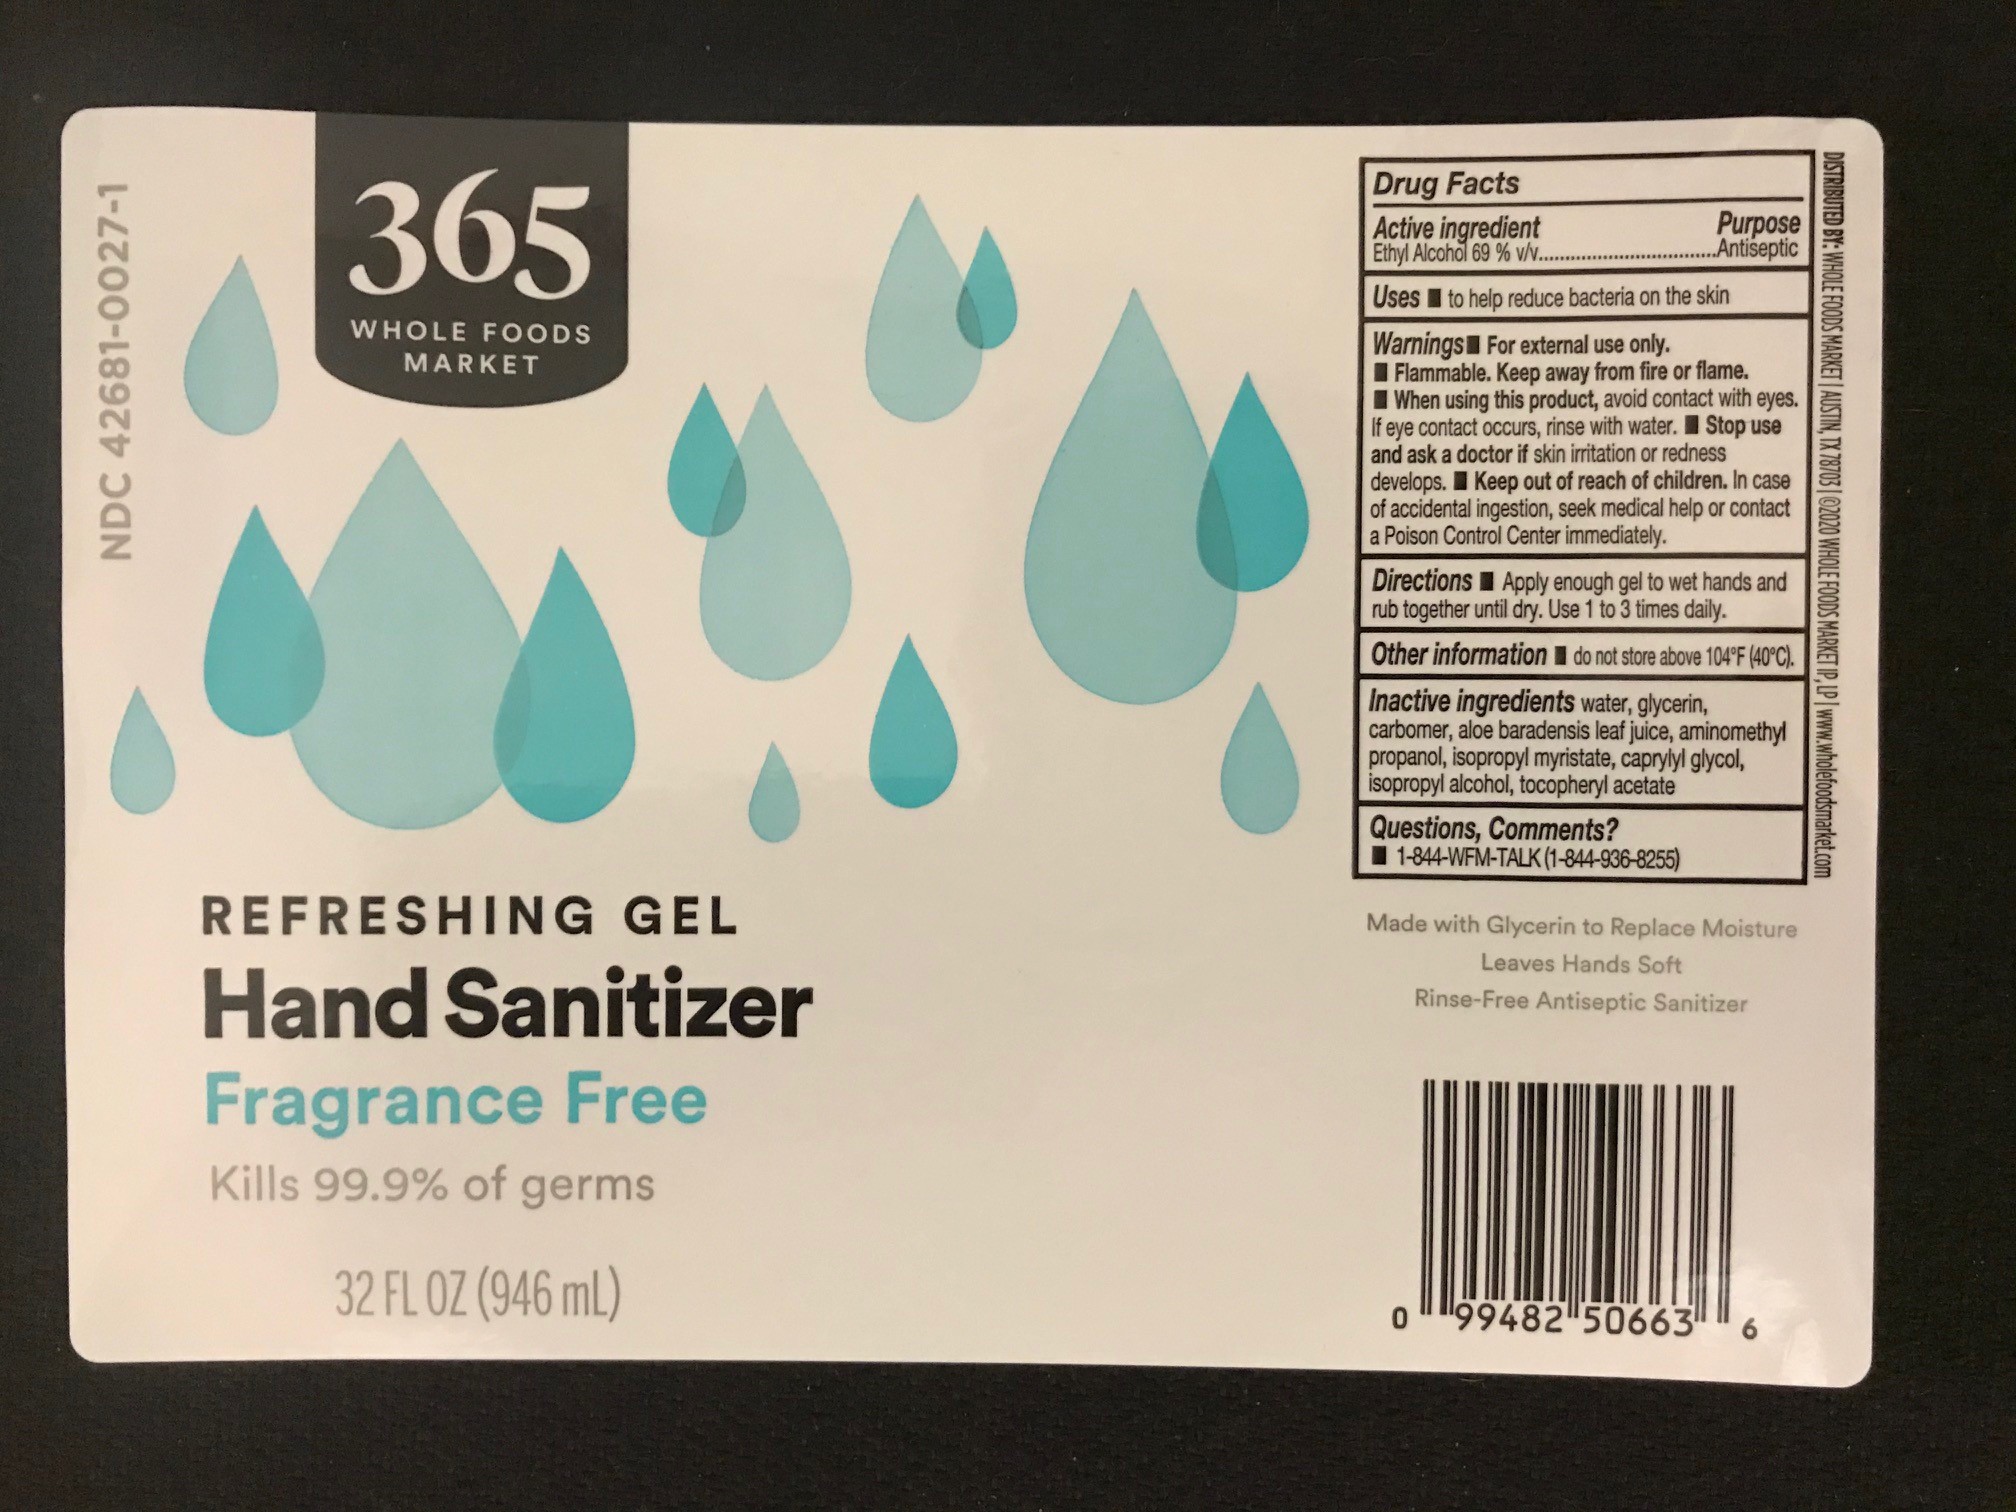 NDC 42681-0027-1
365
WHOLE FOODS
MARKET
REFRESHING GEL
Hand Sanitizer
Fragrance Free
Kills 99.9% of germs
32 FL OZ (946 mL)
Drug Facts
Active ingredient Purpose
Ethyl Alcohol 69 % v/v..................................Antiseptic
Uses ■ to help reduce bacteria on the skin
Warnings ■ For external use only.
■ Flammable. Keep away from fire or flame.
■ When using this product, avoid contact with eyes.
If eye contact occurs, rinse with water. ■ Stop use
and ask a doctor if skin irritation or redness
develops. ■ Keep out of reach of children. In case
of accidental ingestion, seek medical help or contact
a Poison Control Center immediately.
Directions ■ Apply enough gel to wet hands and
rub together until dry. Use 1 to 3 times daily.
Other information ■ do not store above 104°F (40°C).
Inactive ingredients water, glycerin,
carbomer, aloe baradensis leaf juice, aminomethyl
propanol, isopropyl myristate, caprylyl glycol,
isopropyl alcohol, tocopheryl acetate
Questions, Comments?
■ 1-844-WFM-TALK (1-844-936-8255)
DISTRIBUTED BY: WHOLE FOODS MARKET | AUSTIN, TX 78703 | ©2020 WHOLE FOODS MARKET IP, LP | www.wholefoodsmarket.com
Made with Glycerin to Replace Moisture
Leaves Hands Soft
Rinse-Free Antiseptic Sanitizer
0 99482 50663 6